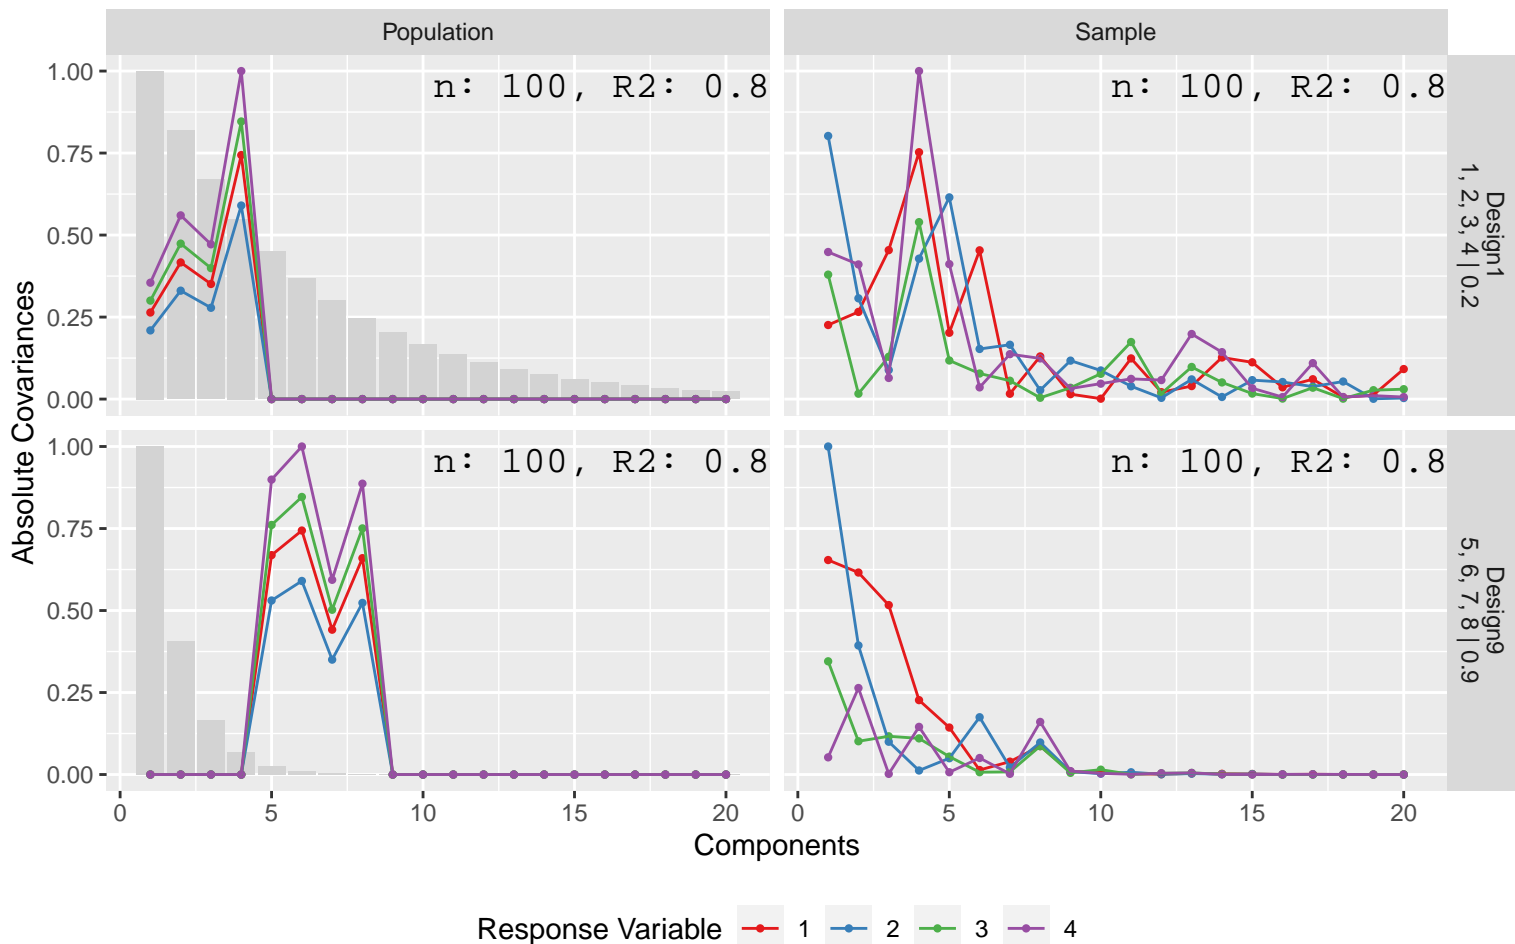 Population
Sample
n: 100, R2: 0.8
n: 100, R2: 0.8
1.00
0.75
0.50
0.25
0.00
Design1
1, 2, 3, 4 | 0.2
n: 100, R2: 0.8
n: 100, R2: 0.8
1.00
0.75
0.50
0.25
0.00
Design9
5, 6, 7, 8 | 0.9
Absolute Covariances
0 5 10 15 20
0 5 10 15 20
Components
Response Variable 1 2 3 4